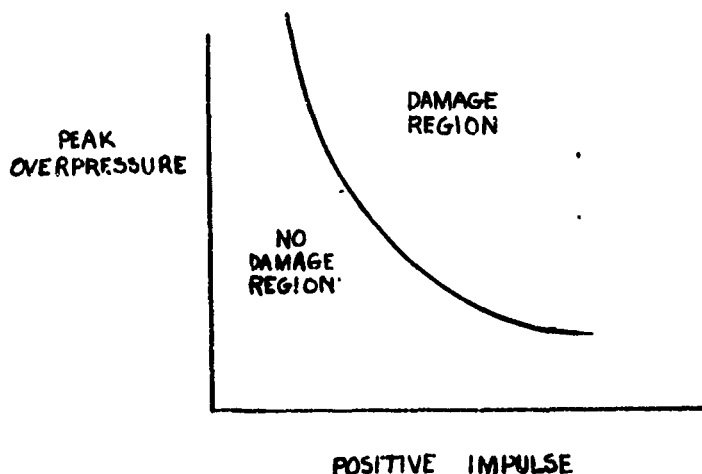 PEAK
OVERPRESSURE
DAMAGE
REGION
NO
DAMAGE
REGION
POSITIVE IMPULSE